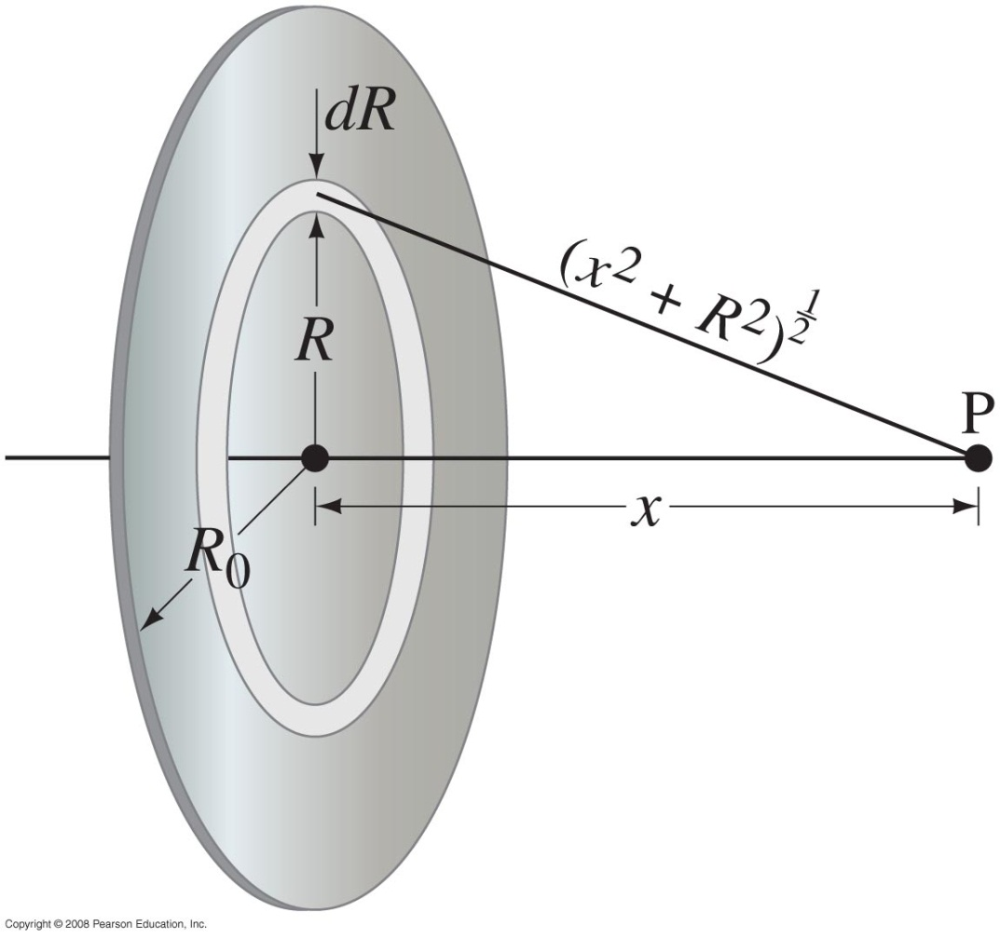 dR
(x² + R²)^½
R
P
x
R₀
Copyright © 2008 Pearson Education, Inc.